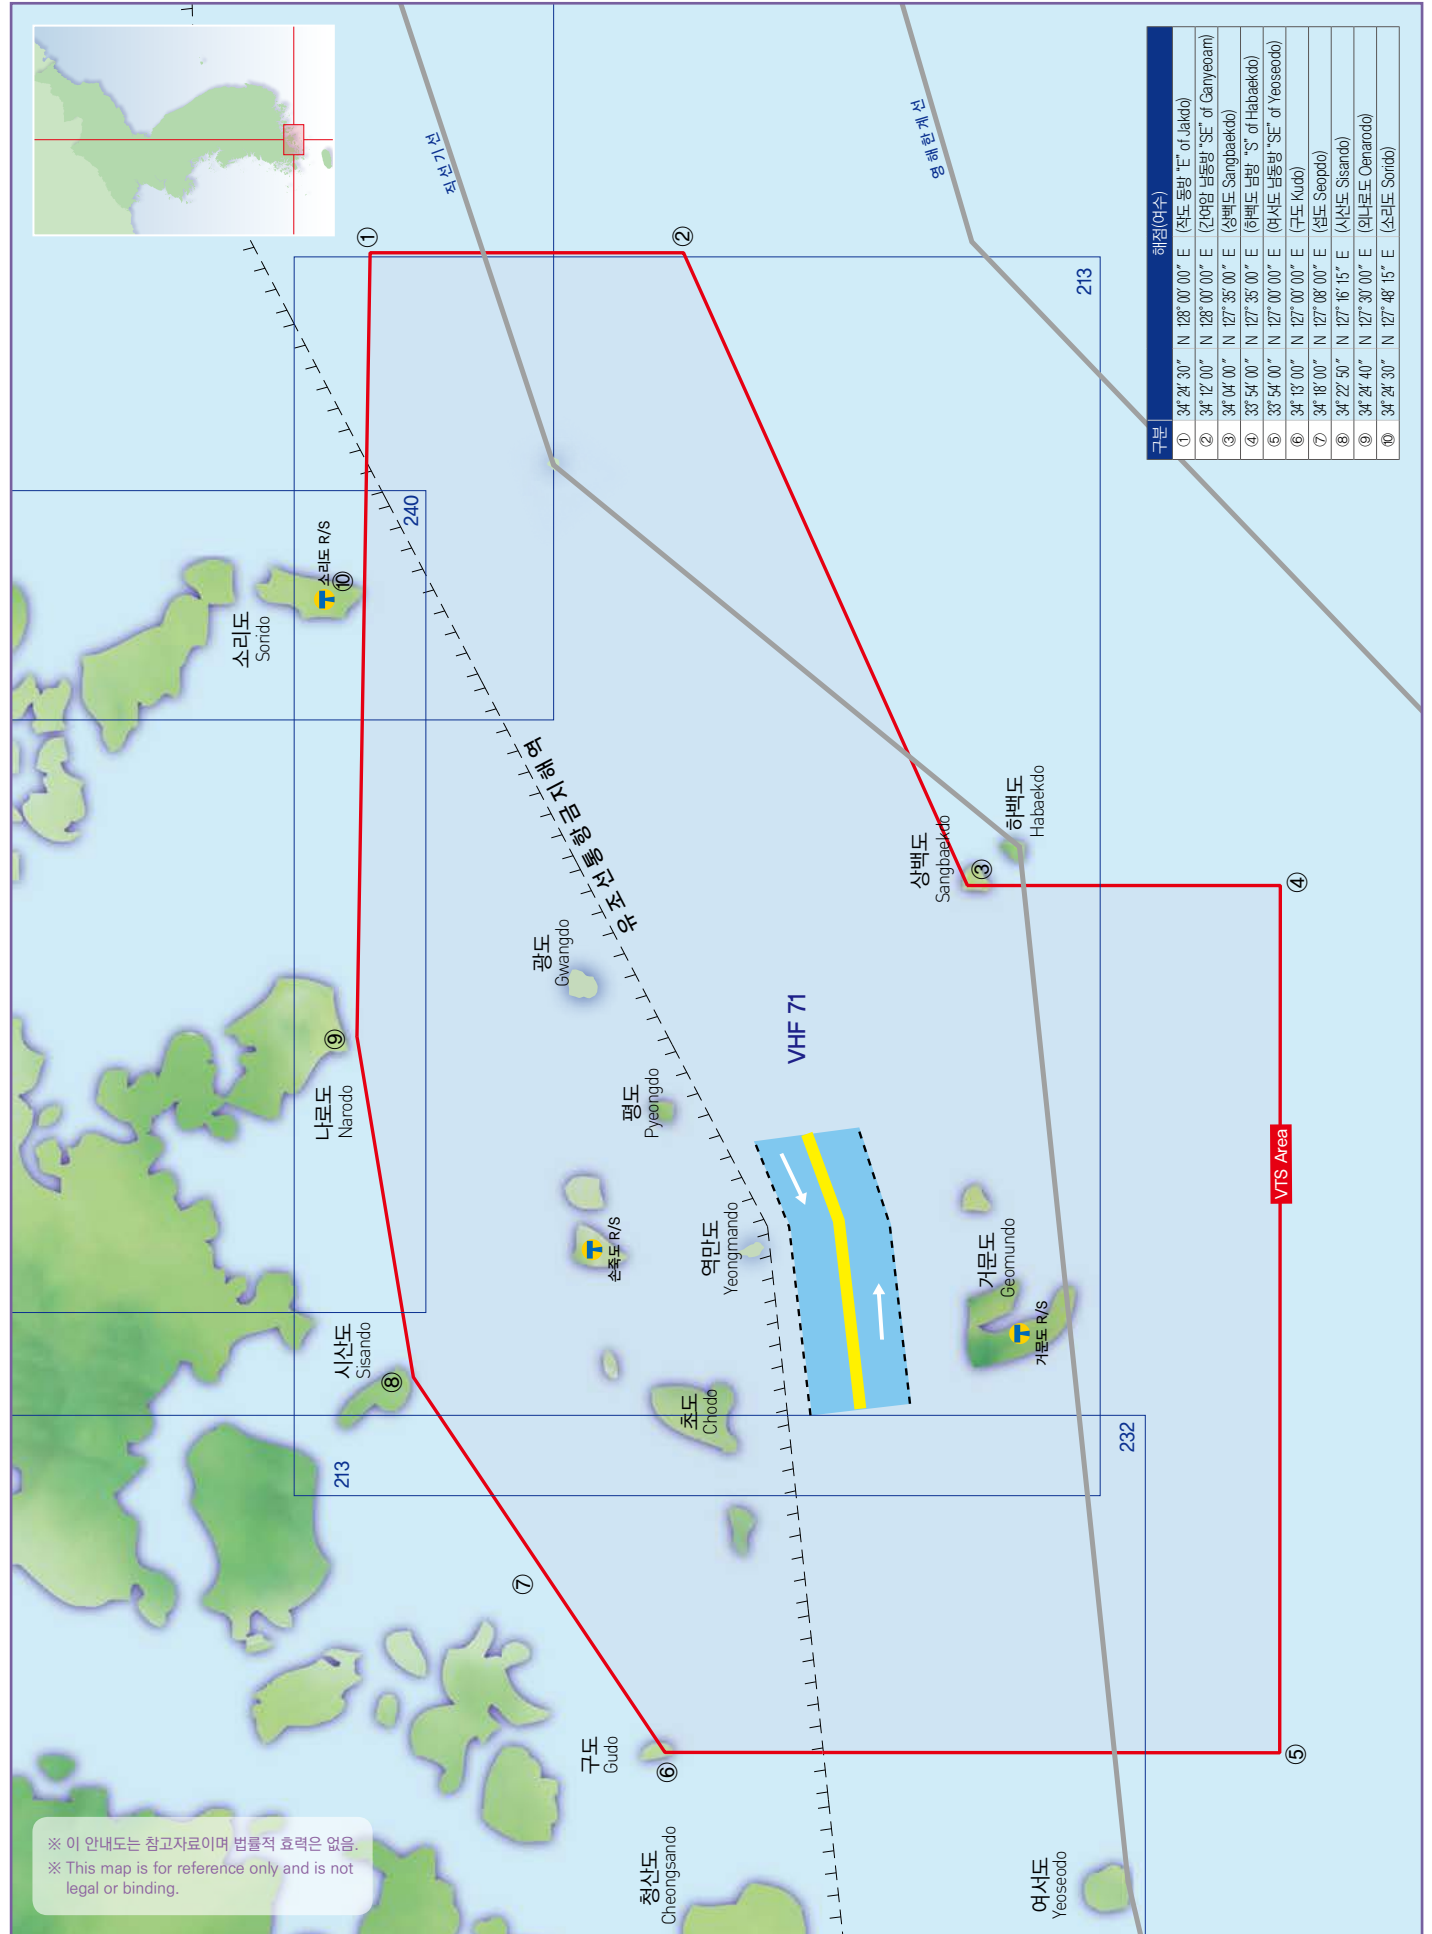 직선기선
영해한계선
구분 해점(여수)
① 34° 24′ 30″ N 128° 00′ 00″ E (작도 동방 "E" of Jakdo)
② 34° 12′ 00″ N 128° 00′ 00″ E (간여암 남동방 "SE" of Ganyeoam)
③ 34° 04′ 00″ N 127° 35′ 00″ E (상백도 Sangbaekdo)
④ 33° 54′ 00″ N 127° 35′ 00″ E (하백도 남방 "S" of Habaekdo)
⑤ 33° 54′ 00″ N 127° 00′ 00″ E (여서도 남동방 "SE" of Yeoseodo)
⑥ 34° 13′ 00″ N 127° 00′ 00″ E (구도 Kudo)
⑦ 34° 18′ 00″ N 127° 08′ 00″ E (섭도 Seopdo)
⑧ 34° 22′ 50″ N 127° 16′ 15″ E (시산도 Sisando)
⑨ 34° 24′ 40″ N 127° 30′ 00″ E (외나로도 Oenarodo)
⑩ 34° 24′ 30″ N 127° 48′ 15″ E (소리도 Sorido)
①
②
213
240
소리도 R/S
⑩
소리도
Sorido
유조선통항금지해역
하백도
Habaekdo
상백도
Sangbaekdo
③
④
광도
Gwangdo
VHF 71
⑨
나로도
Narodo
평도
Pyeongdo
VTS Area
손죽도 R/S
역만도
Yeongmando
거문도
Geomundo
거문도 R/S
시산도
Sisando
⑧
초도
Chodo
232
213
⑦
구도
Gudo
⑥
⑤
청산도
Cheongsando
여서도
Yeoseodo
※ 이 안내도는 참고자료이며 법률적 효력은 없음.
※ This map is for reference only and is not
legal or binding.